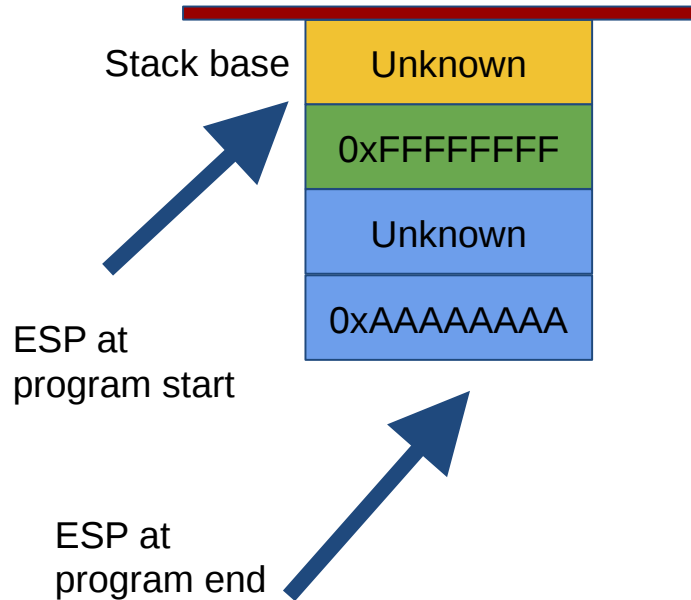 Stack base
Unknown
0xFFFFFFFF
Unknown
0xAAAAAAAA
ESP at
program start
ESP at
program end